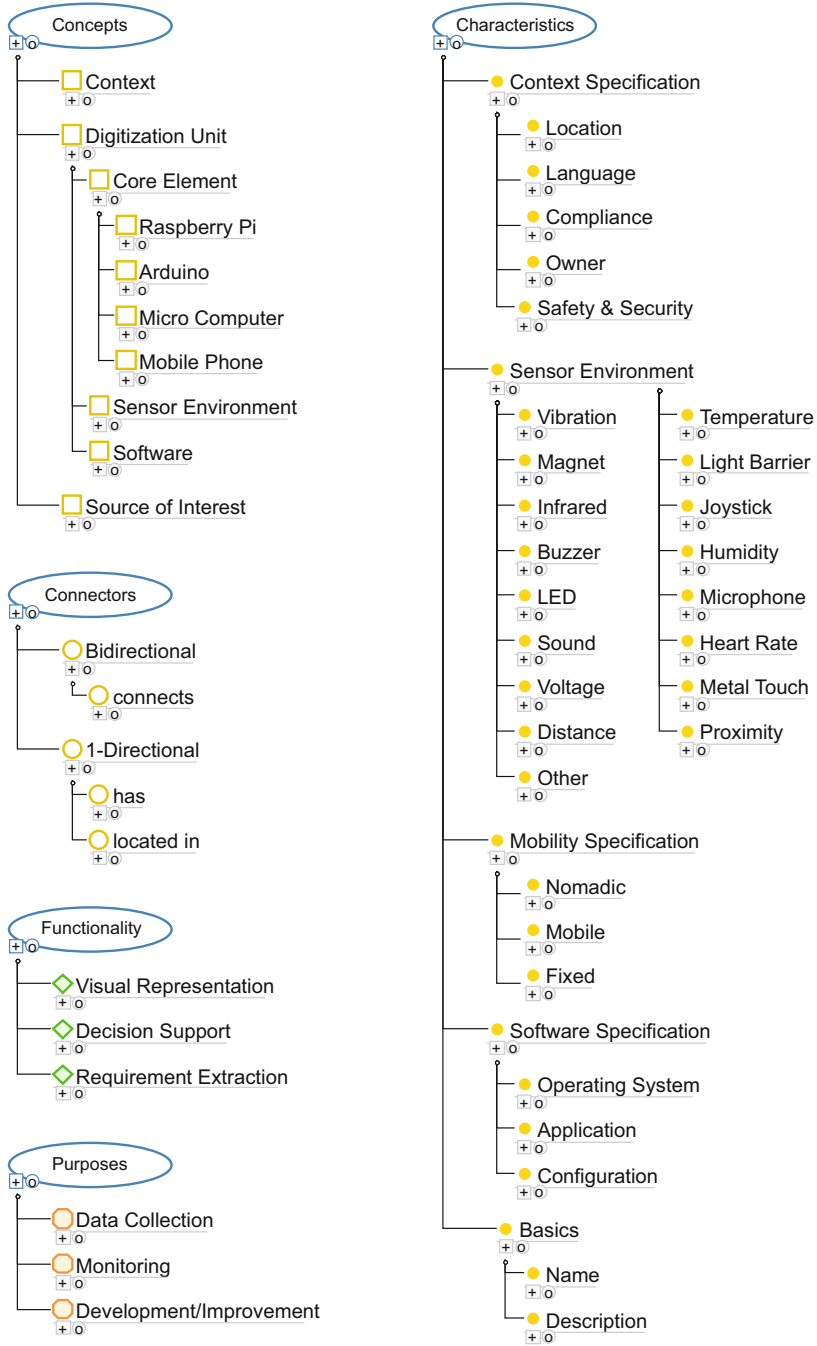 Concepts
Context
Digitization Unit
Core Element
Raspberry Pi
Arduino
Micro Computer
Mobile Phone
Sensor Environment
Software
Source of Interest
Connectors
Bidirectional
connects
1-Directional
has
located in
Functionality
Visual Representation
Decision Support
Requirement Extraction
Purposes
Data Collection
Monitoring
Development/Improvement
Characteristics
Context Specification
Location
Language
Compliance
Owner
Safety & Security
Sensor Environment
Vibration
Magnet
Infrared
Buzzer
LED
Sound
Voltage
Distance
Other
Temperature
Light Barrier
Joystick
Humidity
Microphone
Heart Rate
Metal Touch
Proximity
Mobility Specification
Nomadic
Mobile
Fixed
Software Specification
Operating System
Application
Configuration
Basics
Name
Description